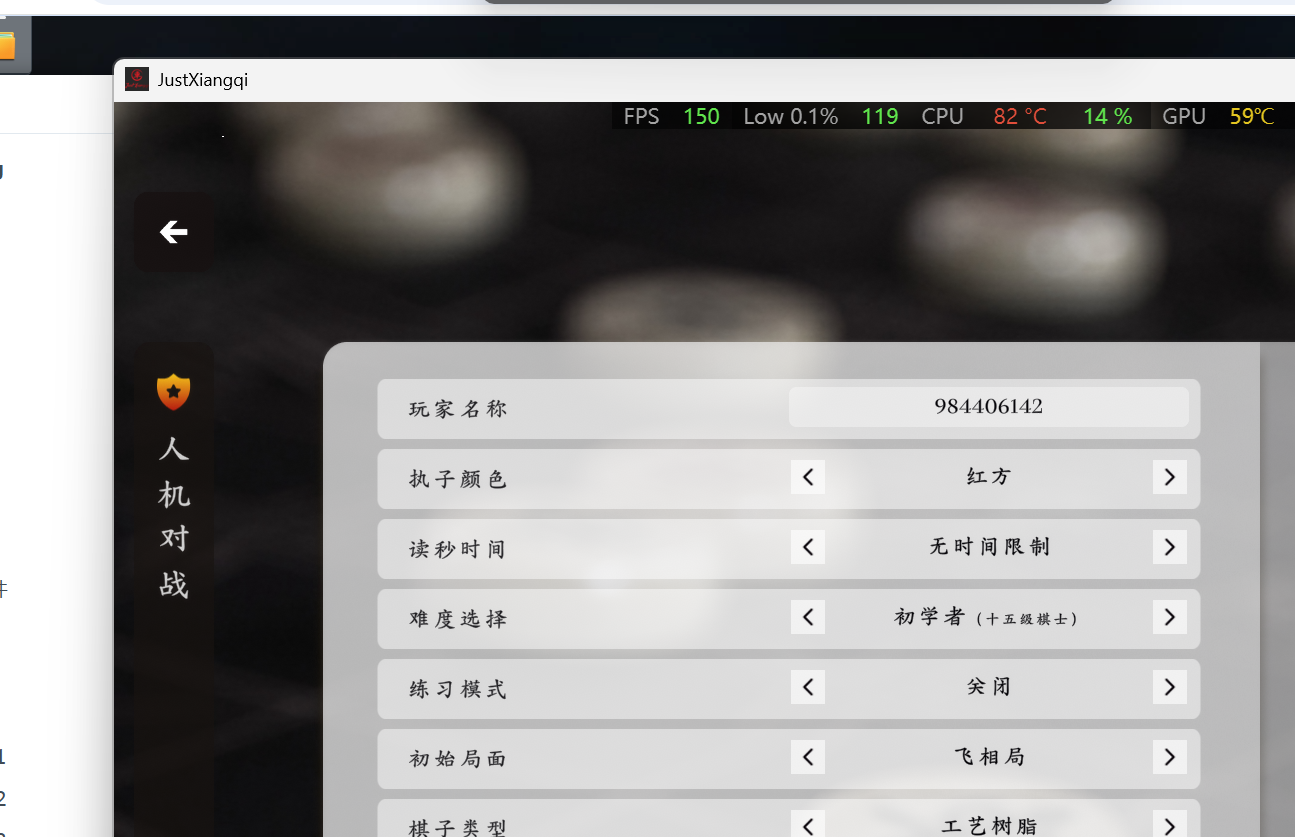 JustXiangqi
FPS 150 Low 0.1% 119 CPU 82 °C 14 % GPU 59°C
人机对战
玩家名称 984406142
执子颜色 红方
读秒时间 无时间限制
难度选择 初学者（十五级棋士）
练习模式 关闭
初始局面 飞相局
棋子类型 工艺树脂